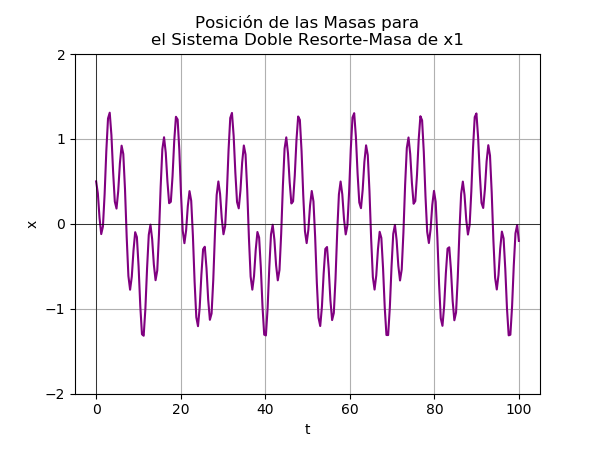 Posición de las Masas para
el Sistema Doble Resorte-Masa de x1
2
1
0
−1
−2
x
0
20
40
60
80
100
t